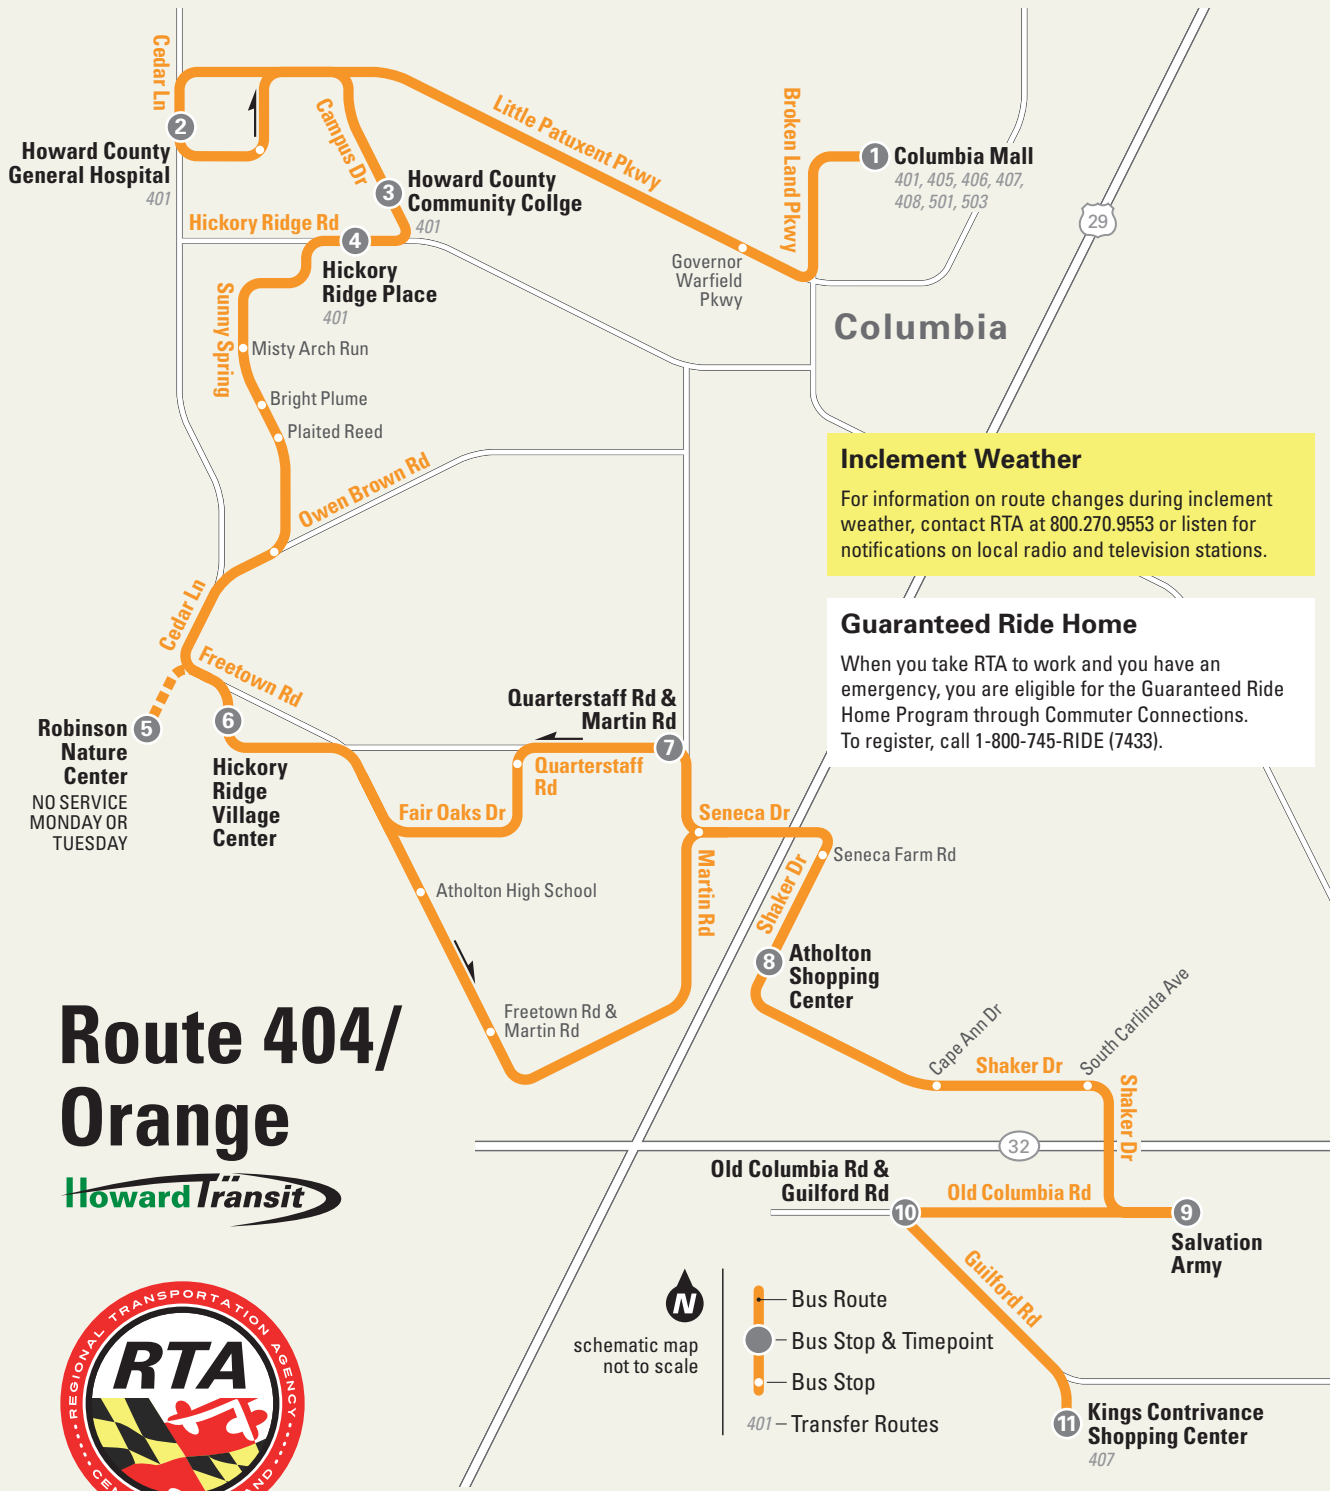 Cedar Ln
2
Howard County
General Hospital
401
Campus Dr
Little Patuxent Pkwy
Broken Land Pkwy
1
Columbia Mall
401, 405, 406, 407,
408, 501, 503
29
3
Howard County
Community Collge
401
Hickory Ridge Rd
4
Hickory
Ridge Place
401
Governor
Warfield
Pkwy
Columbia
Sunny Spring
Misty Arch Run
Bright Plume
Plaited Reed
Owen Brown Rd
Inclement Weather
For information on route changes during inclement
weather, contact RTA at 800.270.9553 or listen for
notifications on local radio and television stations.
Guaranteed Ride Home
When you take RTA to work and you have an
emergency, you are eligible for the Guaranteed Ride
Home Program through Commuter Connections.
To register, call 1-800-745-RIDE (7433).
Cedar Ln
Freetown Rd
5
Robinson
Nature
Center
NO SERVICE
MONDAY OR
TUESDAY
6
Hickory
Ridge
Village
Center
Quarterstaff Rd &
Martin Rd
7
Quarterstaff
Rd
Fair Oaks Dr
Seneca Dr
Martin Rd
Shaker Dr
Seneca Farm Rd
Atholton High School
8
Atholton
Shopping
Center
Freetown Rd &
Martin Rd
Cape Ann Dr
South Carlinda Ave
Shaker Dr
Shaker Dr
32
Route 404/
Orange
Howard Transit
Old Columbia Rd &
Guilford Rd
10
Old Columbia Rd
9
Salvation
Army
Guilford Rd
11
Kings Contrivance
Shopping Center
407
N
schematic map
not to scale
Bus Route
Bus Stop & Timepoint
Bus Stop
401 – Transfer Routes
REGIONAL TRANSPORTATION AGENCY
RTA